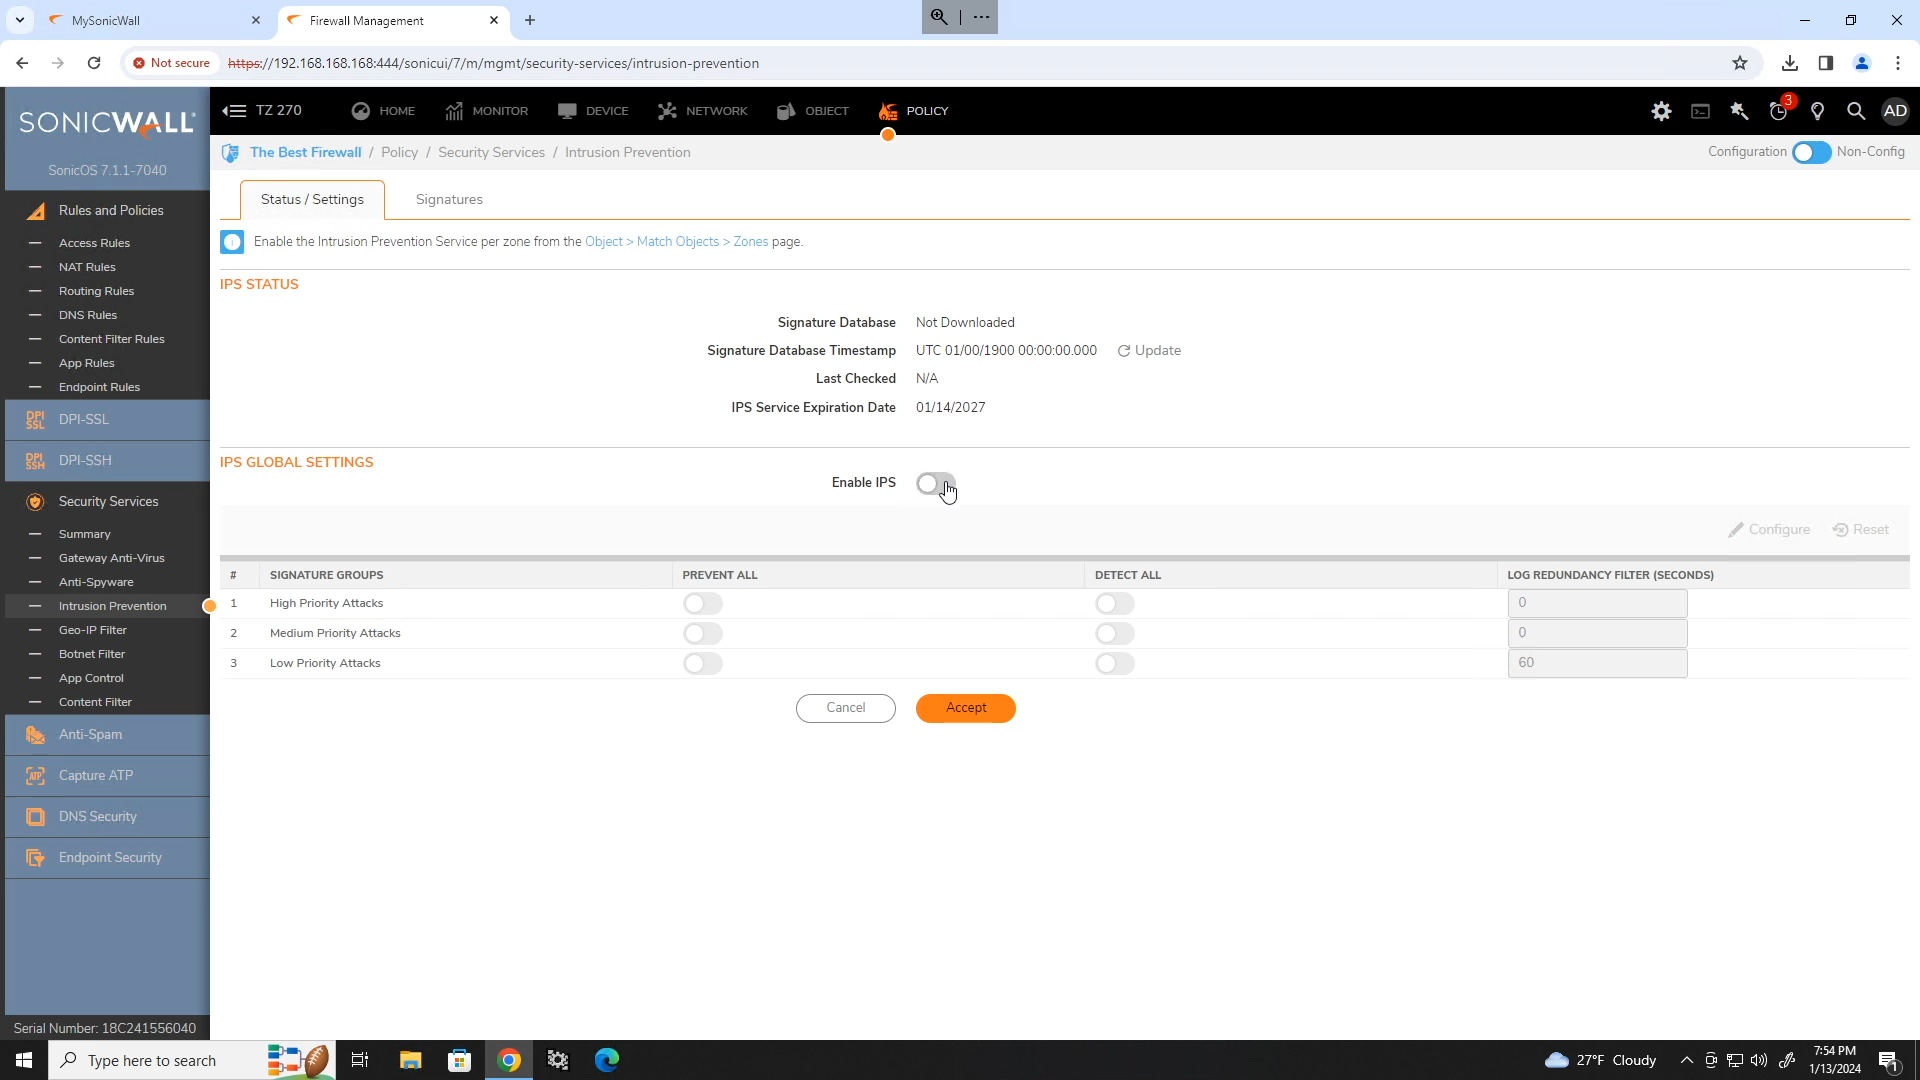 MySonicWall
Firewall Management
Not secure
https://192.168.168.168:444/sonicui/7/m/mgmt/security-services/intrusion-prevention
SONICWALL
SonicOS 7.1.1-7040
TZ 270
HOME
MONITOR
DEVICE
NETWORK
OBJECT
POLICY
3
AD
The Best Firewall / Policy / Security Services / Intrusion Prevention
Configuration
Non-Config
Rules and Policies
Access Rules
NAT Rules
Routing Rules
DNS Rules
Content Filter Rules
App Rules
Endpoint Rules
DPI SSL
DPI-SSL
DPI SSH
DPI-SSH
Security Services
Summary
Gateway Anti-Virus
Anti-Spyware
Intrusion Prevention
Geo-IP Filter
Botnet Filter
App Control
Content Filter
Anti-Spam
ATP
Capture ATP
DNS Security
Endpoint Security
Serial Number: 18C241556040
Status / Settings
Signatures
Enable the Intrusion Prevention Service per zone from the Object > Match Objects > Zones page.
IPS STATUS
Signature Database Not Downloaded
Signature Database Timestamp UTC 01/00/1900 00:00:00.000 Update
Last Checked N/A
IPS Service Expiration Date 01/14/2027
IPS GLOBAL SETTINGS
Enable IPS
Configure
Reset
# SIGNATURE GROUPS PREVENT ALL DETECT ALL LOG REDUNDANCY FILTER (SECONDS)
1 High Priority Attacks 0
2 Medium Priority Attacks 0
3 Low Priority Attacks 60
Cancel
Accept
Type here to search
27°F Cloudy
7:54 PM
1/13/2024
1